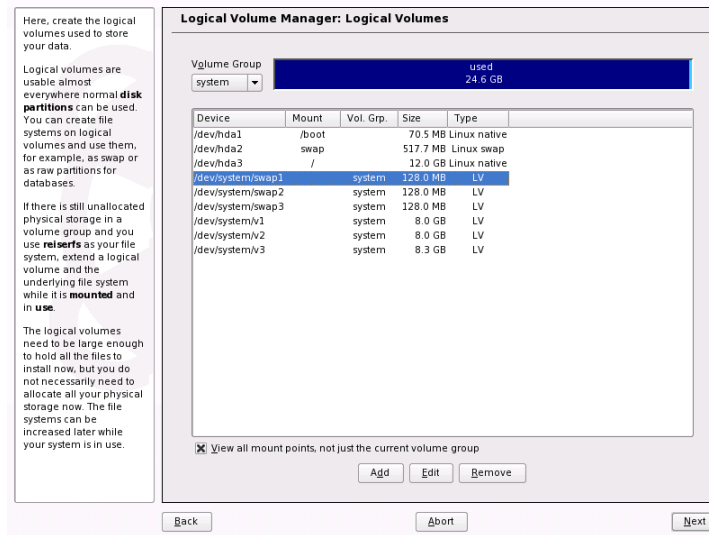 Here, create the logical
volumes used to store
your data.
Logical volumes are
usable almost
everywhere normal disk
partitions can be used.
You can create file
systems on logical
volumes and use them,
for example, as swap or
as raw partitions for
databases.
If there is still unallocated
physical storage in a
volume group and you
use reiserfs as your file
system, extend a logical
volume and the
underlying file system
while it is mounted and
in use.
The logical volumes
need to be large enough
to hold all the files to
install now, but you do
not necessarily need to
allocate all your physical
storage now. The file
systems can be
increased later while
your system is in use.
Logical Volume Manager: Logical Volumes
Volume Group
system
used
24.6 GB
Device Mount Vol. Grp. Size Type
/dev/hda1 /boot 70.5 MB Linux native
/dev/hda2 swap 517.7 MB Linux swap
/dev/hda3 / 12.0 GB Linux native
/dev/system/swap1 system 128.0 MB LV
/dev/system/swap2 system 128.0 MB LV
/dev/system/swap3 system 128.0 MB LV
/dev/system/v1 system 8.0 GB LV
/dev/system/v2 system 8.0 GB LV
/dev/system/v3 system 8.3 GB LV
View all mount points, not just the current volume group
Add Edit Remove
Back Abort Next